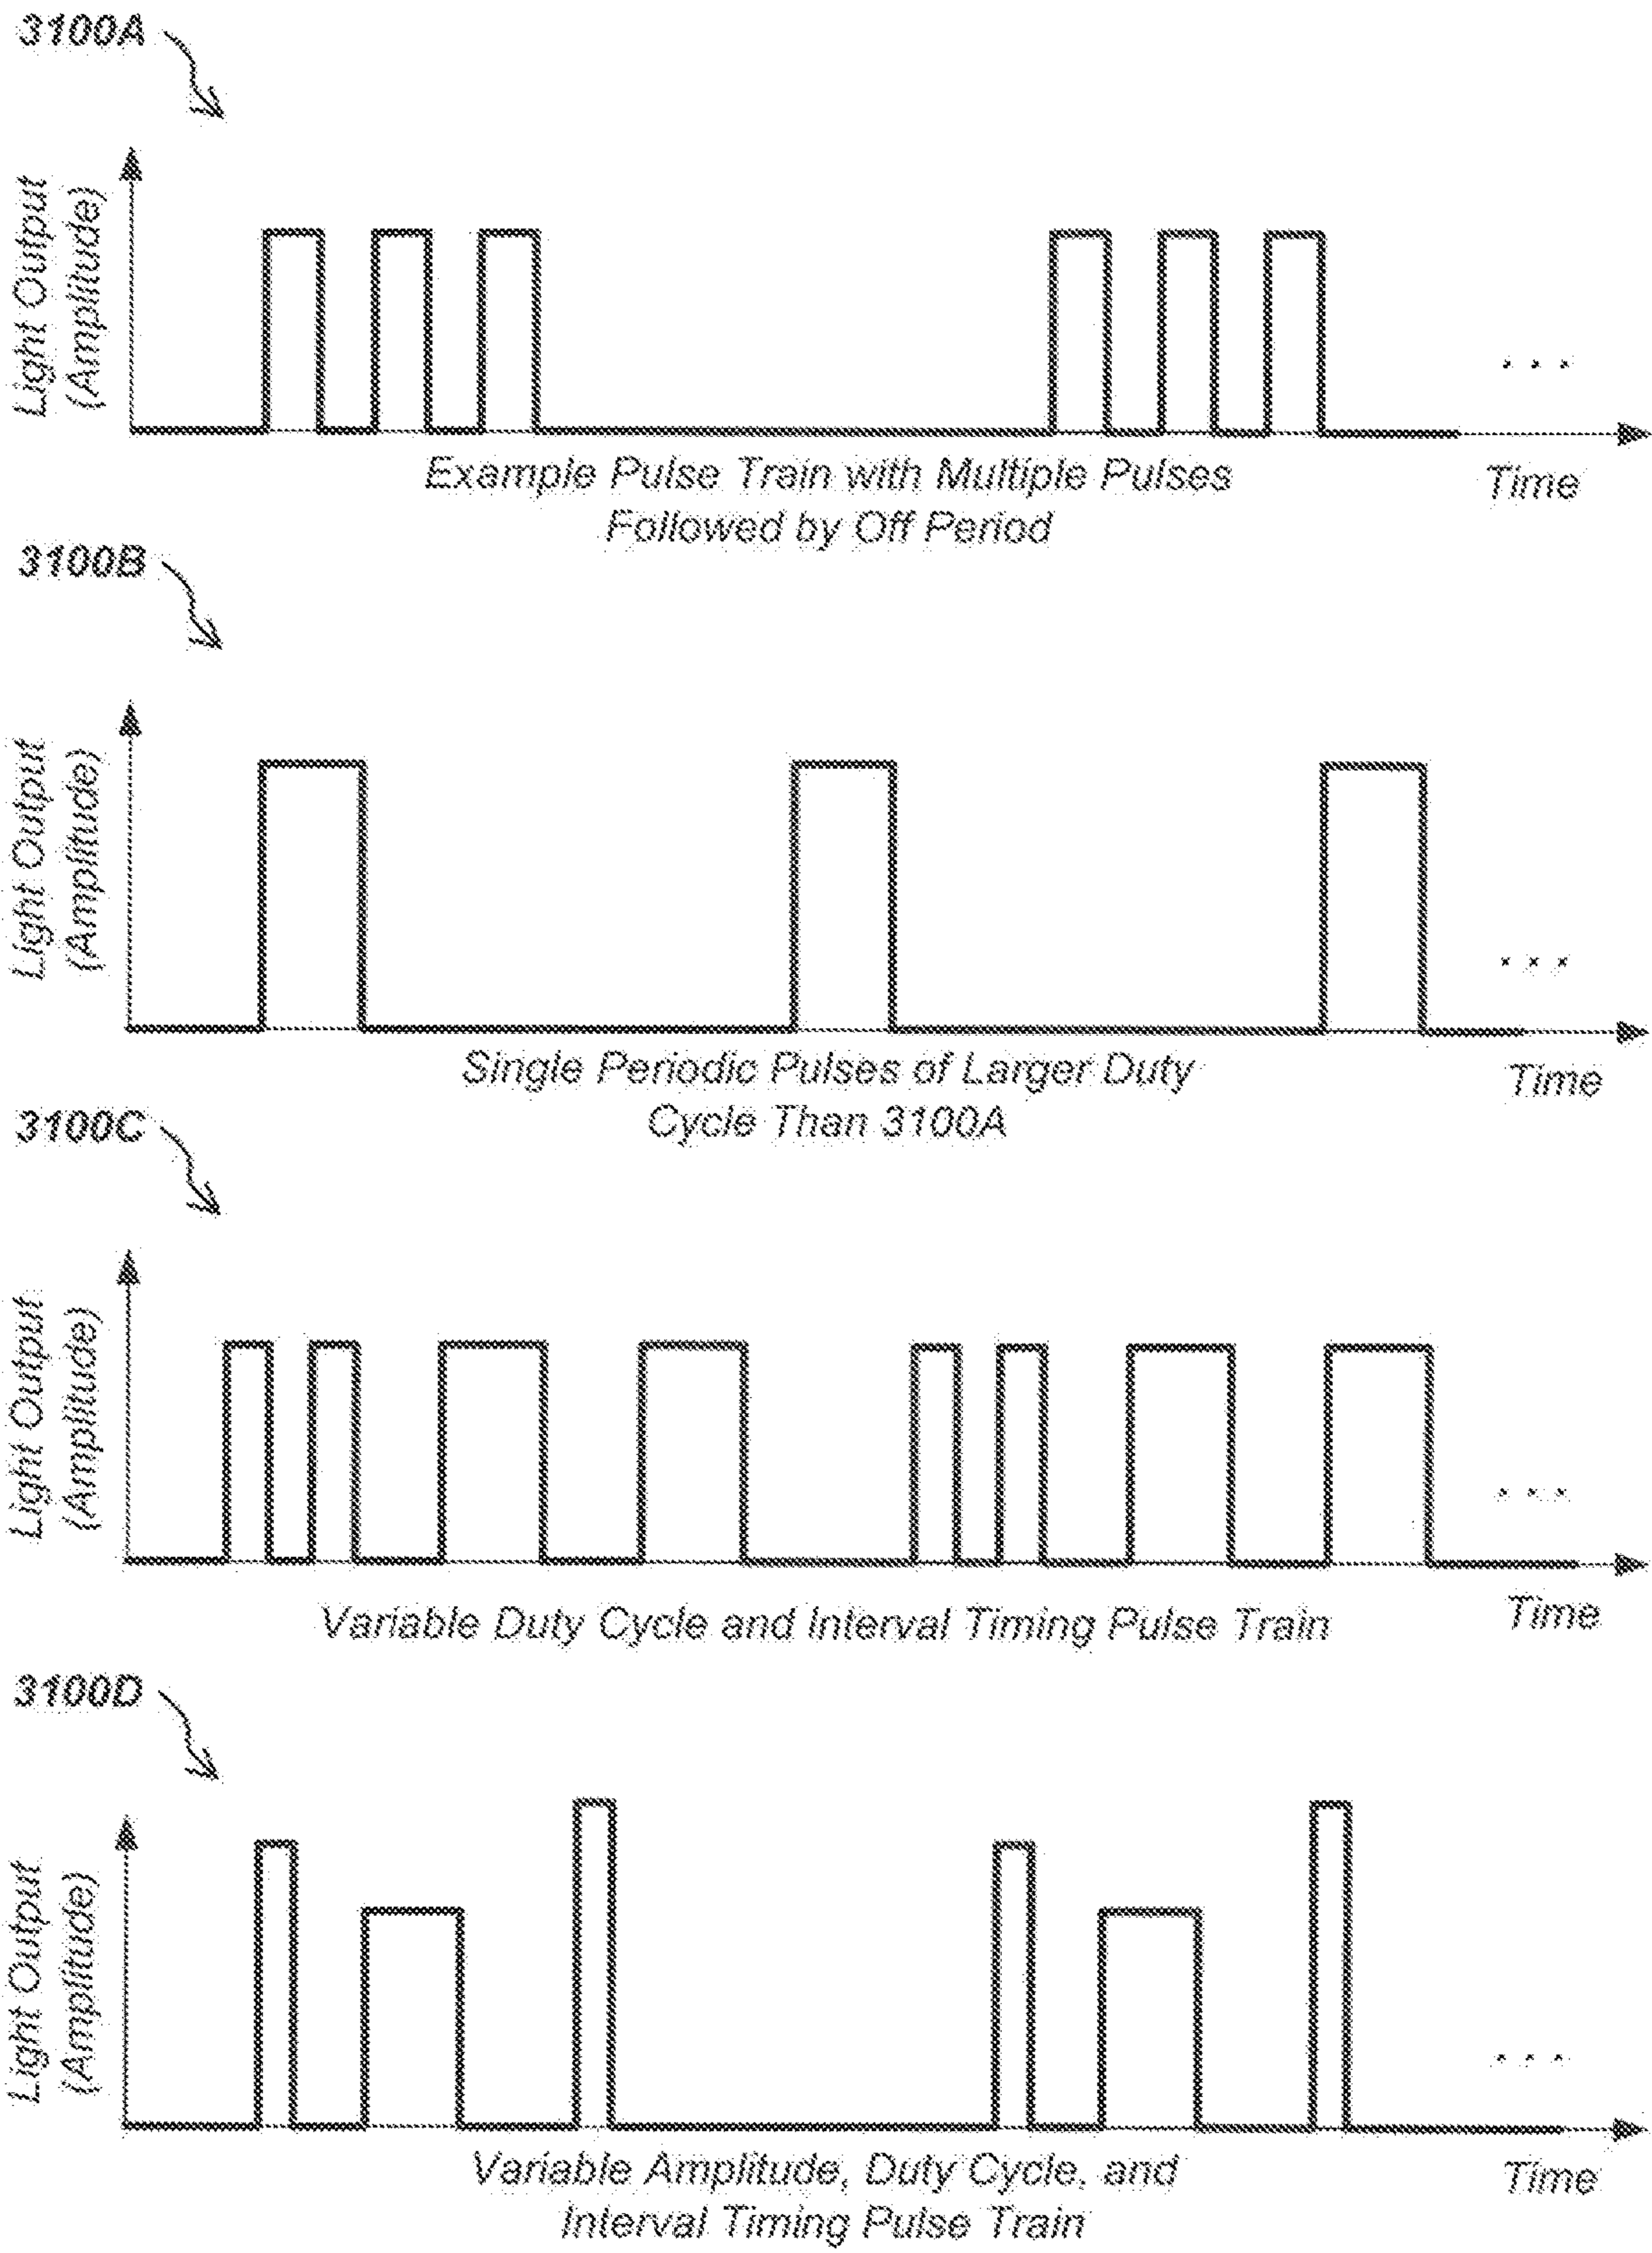 3100A
Light Output
(Amplitude)
. . .
Time
Example Pulse Train with Multiple Pulses
Followed by Off Period
3100B
Light Output
(Amplitude)
. . .
Time
Single Periodic Pulses of Larger Duty
Cycle Than 3100A
3100C
Light Output
(Amplitude)
. . .
Time
Variable Duty Cycle and Interval Timing Pulse Train
3100D
Light Output
(Amplitude)
. . .
Time
Variable Amplitude, Duty Cycle, and
Interval Timing Pulse Train